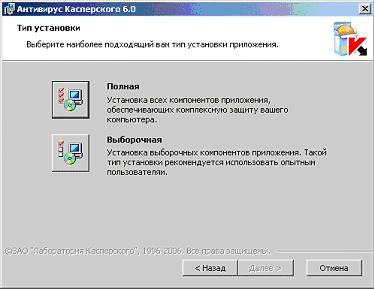 Антивирус Касперского 6.0
Тип установки
Выберите наиболее подходящий вам тип установки приложения.
Полная
Установка всех компонентов приложения,
обеспечивающих комплексную защиту вашего
компьютера.
Выборочная
Установка выборочных компонентов приложения. Такой
тип установки рекомендуется использовать опытным
пользователям.
©ЗАО "Лаборатория Касперского", 1996-2006. Все права защищены.
< Назад
Далее >
Отмена